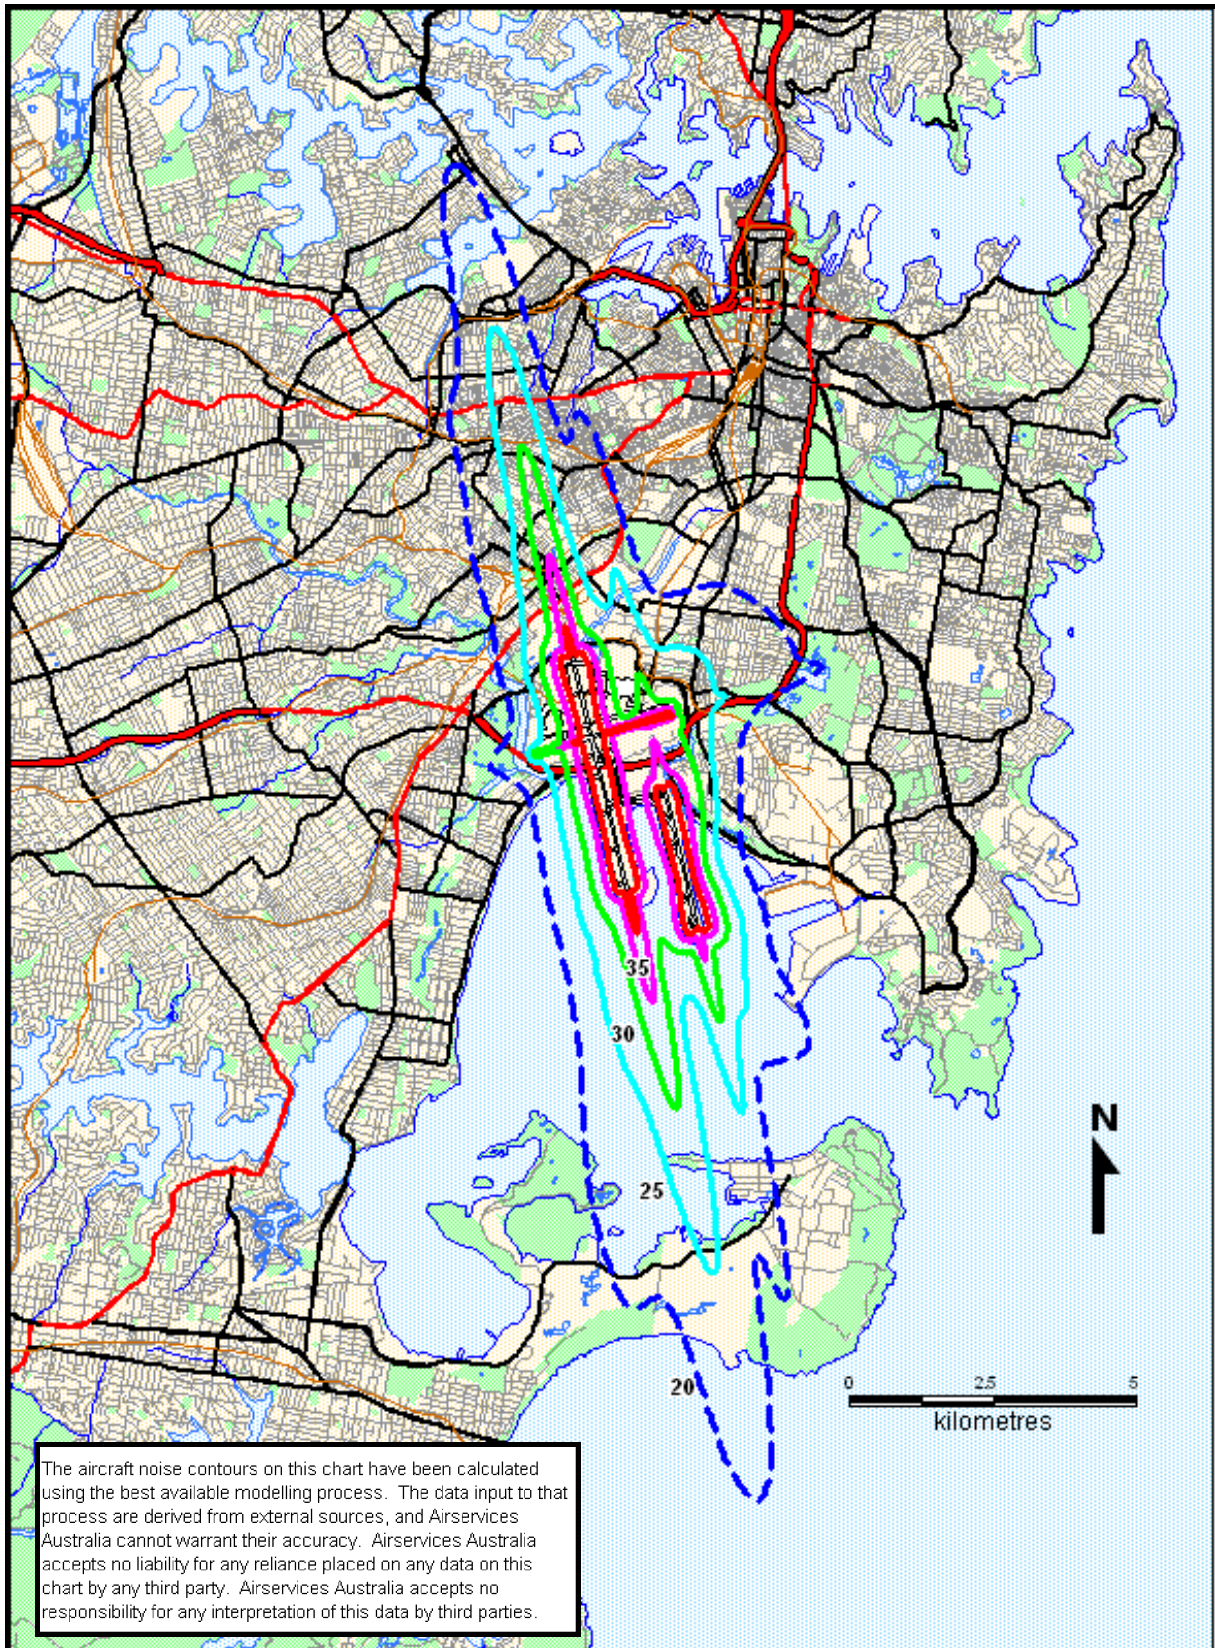 35
30
N
25
20
0 2.5 5
kilometres
The aircraft noise contours on this chart have been calculated
using the best available modelling process. The data input to that
process are derived from external sources, and Airservices
Australia cannot warrant their accuracy. Airservices Australia
accepts no liability for any reliance placed on any data on this
chart by any third party. Airservices Australia accepts no
responsibility for any interpretation of this data by third parties.